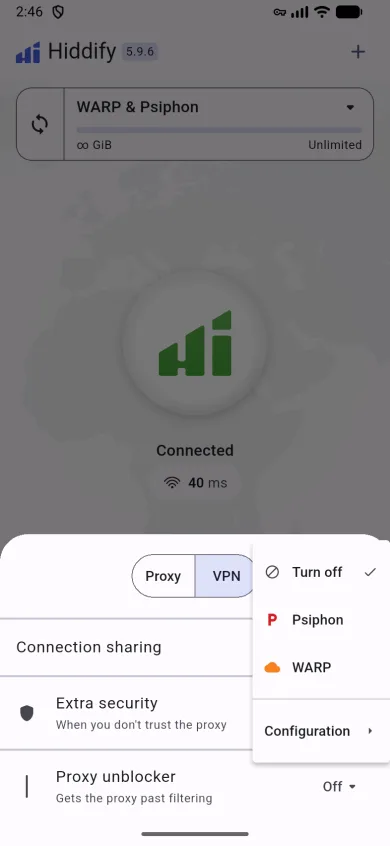 2:46
Hiddify 5.9.6
WARP & Psiphon
∞ GiB
Unlimited
Connected
40 ms
Proxy
VPN
Turn off
Psiphon
WARP
Configuration
Connection sharing
Extra security
When you don't trust the proxy
Proxy unblocker
Gets the proxy past filtering
Off